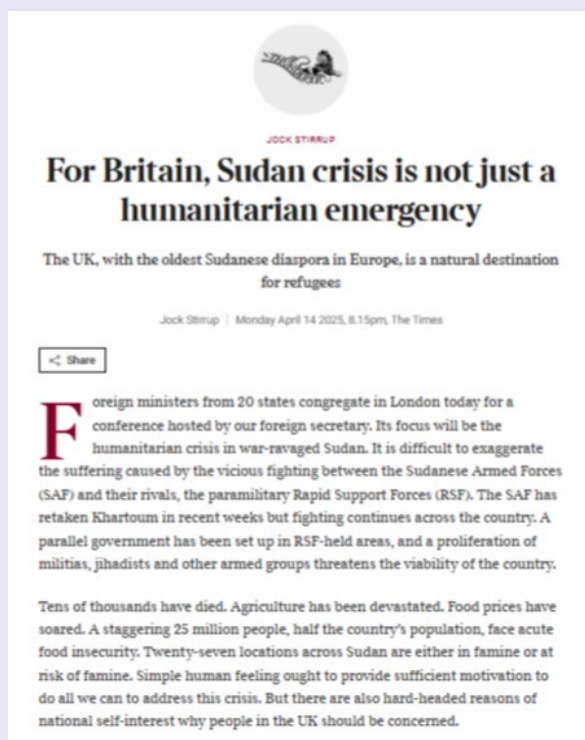 JOCK STIRRUP
For Britain, Sudan crisis is not just a
humanitarian emergency
The UK, with the oldest Sudanese diaspora in Europe, is a natural destination
for refugees
Jock Stirrup | Monday April 14 2025, 8.15pm, The Times
Share
Foreign ministers from 20 states congregate in London today for a
conference hosted by our foreign secretary. Its focus will be the
humanitarian crisis in war-ravaged Sudan. It is difficult to exaggerate
the suffering caused by the vicious fighting between the Sudanese Armed Forces
(SAF) and their rivals, the paramilitary Rapid Support Forces (RSF). The SAF has
retaken Khartoum in recent weeks but fighting continues across the country. A
parallel government has been set up in RSF-held areas, and a proliferation of
militias, jihadists and other armed groups threatens the viability of the country.
Tens of thousands have died. Agriculture has been devastated. Food prices have
soared. A staggering 25 million people, half the country's population, face acute
food insecurity. Twenty-seven locations across Sudan are either in famine or at
risk of famine. Simple human feeling ought to provide sufficient motivation to
do all we can to address this crisis. But there are also hard-headed reasons of
national self-interest why people in the UK should be concerned.